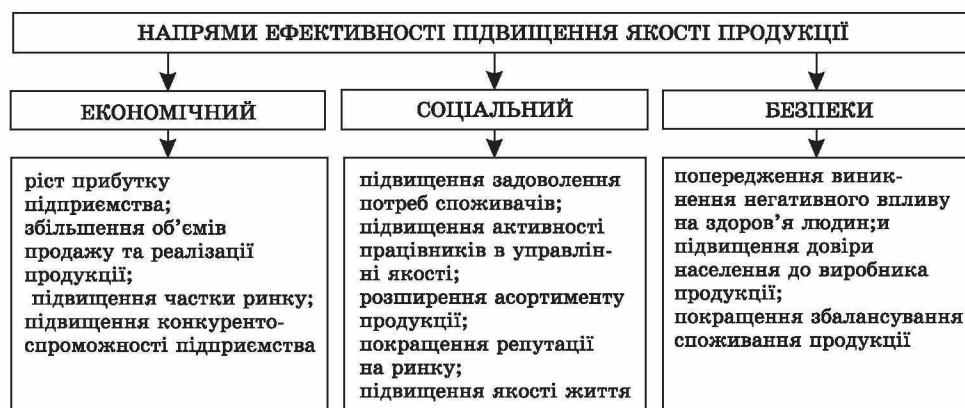 НАПРЯМИ ЕФЕКТИВНОСТІ ПІДВИЩЕННЯ ЯКОСТІ ПРОДУКЦІЇ
ЕКОНОМІЧНИЙ
ріст прибутку
підприємства;
збільшення об’ємів
продажу та реалізації
продукції;
підвищення частки ринку;
підвищення конкуренто-
спроможності підприємства
СОЦІАЛЬНИЙ
підвищення задоволення
потреб споживачів;
підвищення активності
працівників в управлін-
ні якості;
розширення асортименту
продукції;
покращення репутації
на ринку;
підвищення якості життя
БЕЗПЕКИ
попередження виник-
нення негативного впливу
на здоров’я людин;и
підвищення довіри
населення до виробника
продукції;
покращення збалансування
споживання продукції